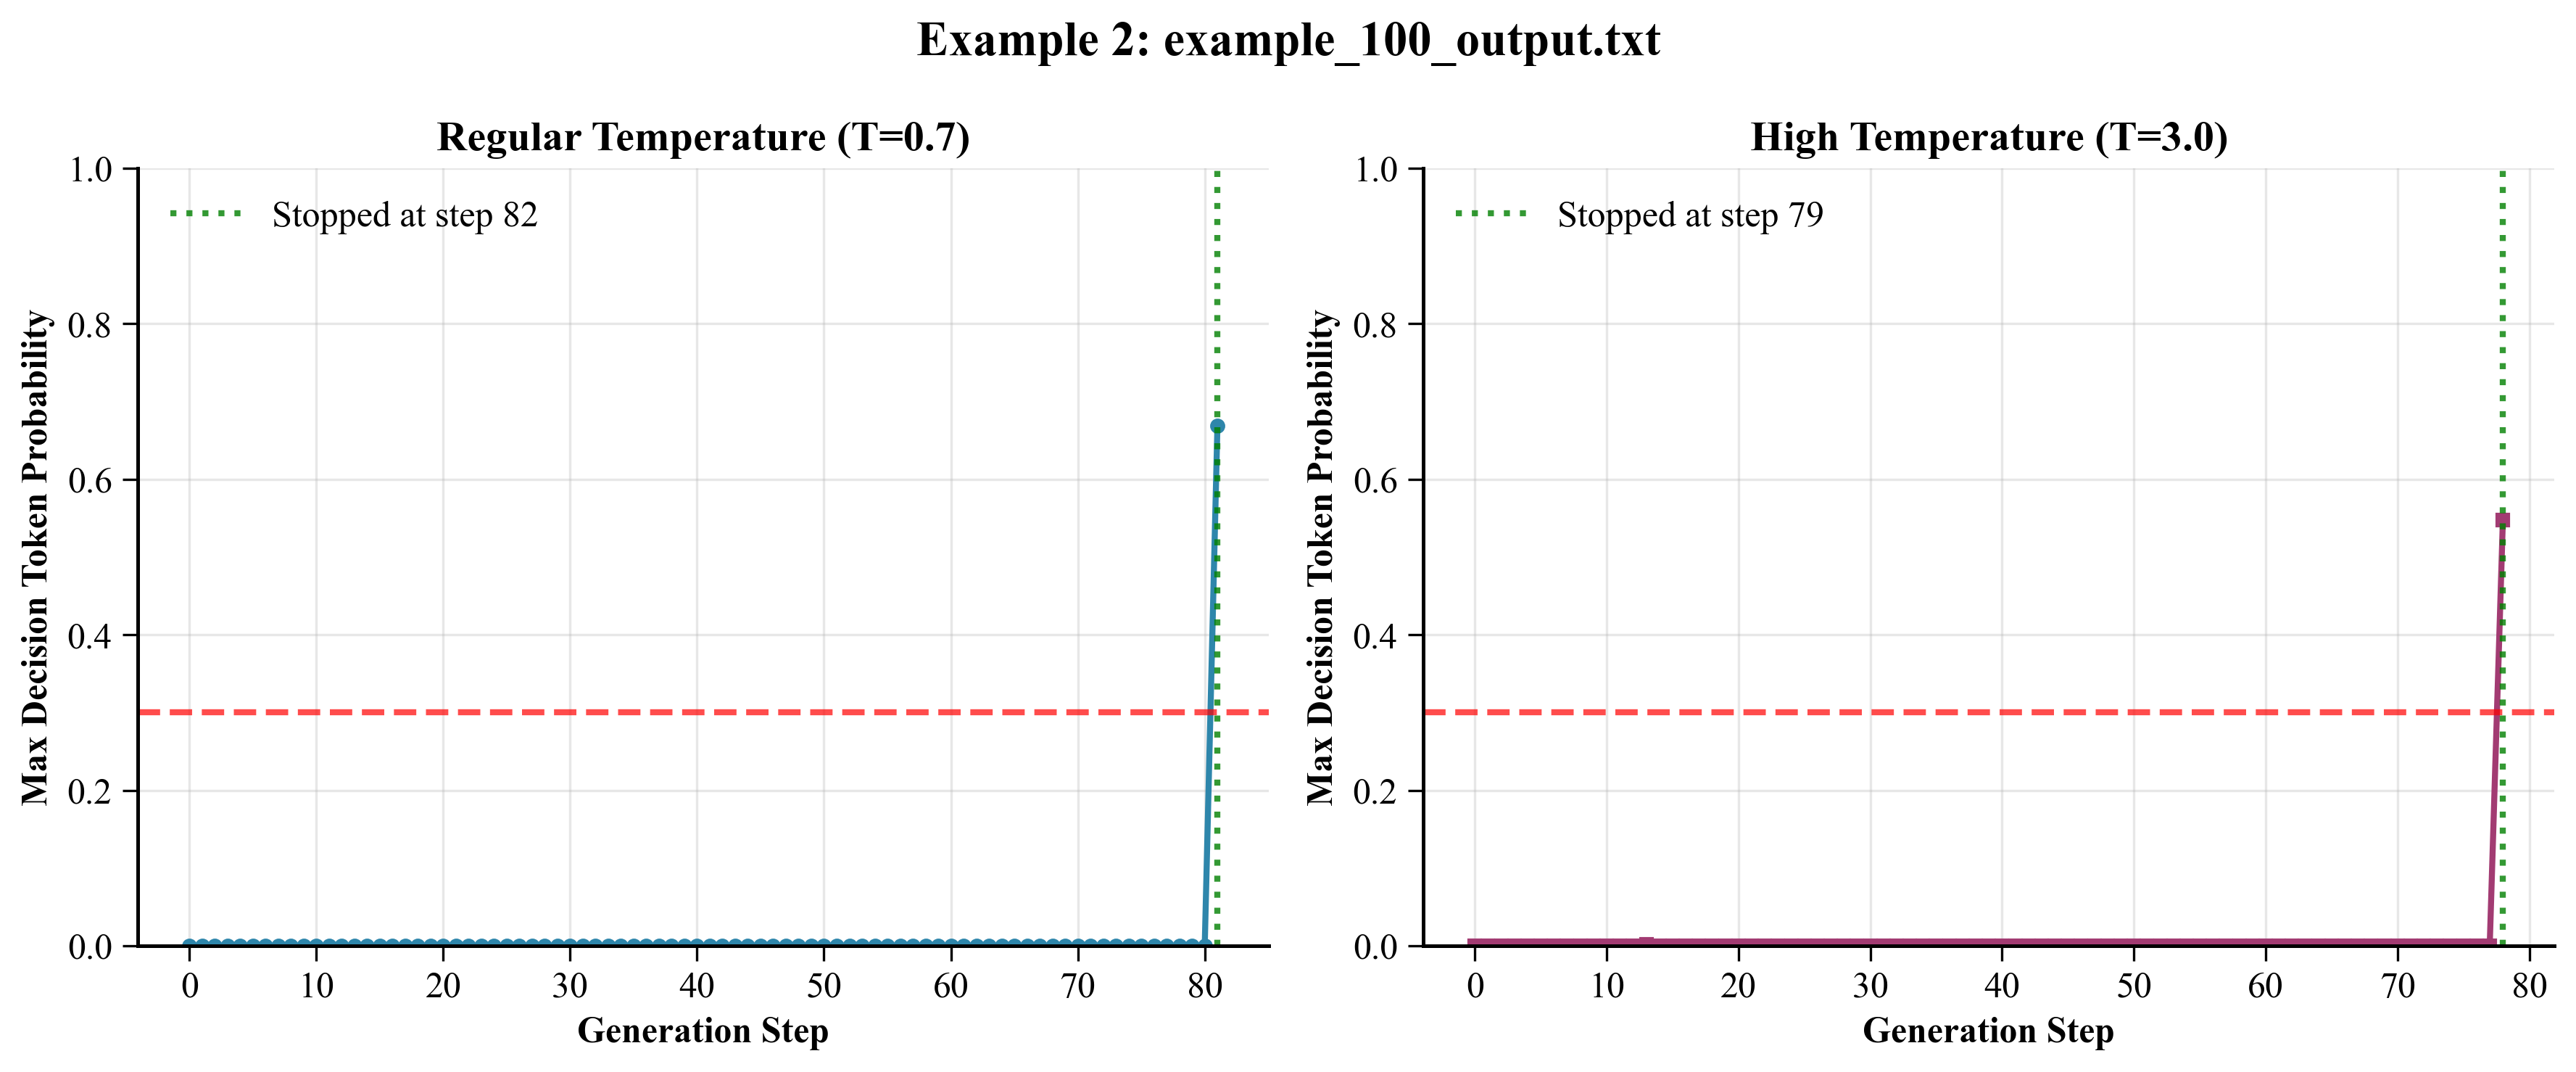 Example 2: example_100_output.txt
Regular Temperature (T=0.7)
Max Decision Token Probability
1.0
0.8
0.6
0.4
0.2
0.0
Stopped at step 82
0 10 20 30 40 50 60 70 80
Generation Step
High Temperature (T=3.0)
Max Decision Token Probability
1.0
0.8
0.6
0.4
0.2
0.0
Stopped at step 79
0 10 20 30 40 50 60 70 80
Generation Step